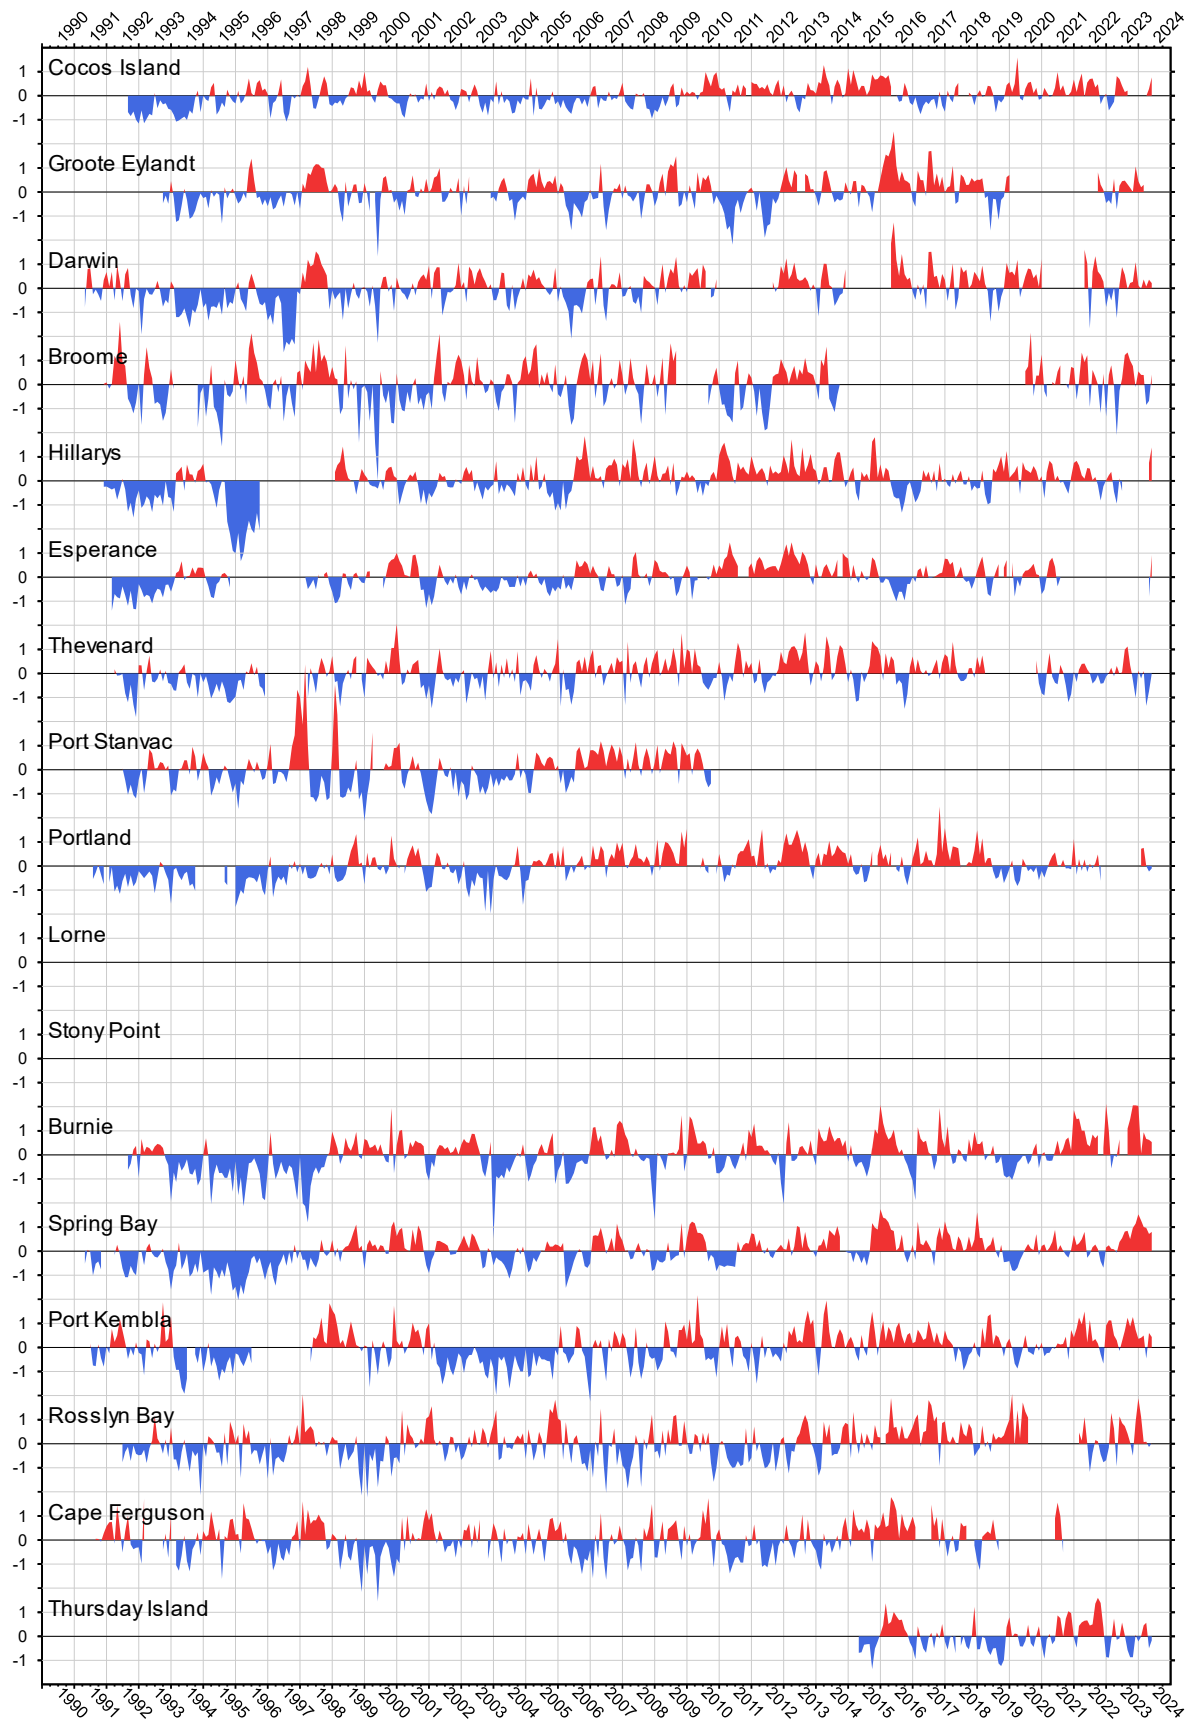 1990 1991 1992 1993 1994 1995 1996 1997 1998 1999 2000 2001 2002 2003 2004 2005 2006 2007 2008 2009 2010 2011 2012 2013 2014 2015 2016 2017 2018 2019 2020 2021 2022 2023 2024
1 Cocos Island
0
-1
1 Groote Eylandt
0
-1
1 Darwin
0
-1
1 Broome
0
-1
1 Hillarys
0
-1
1 Esperance
0
-1
1 Thevenard
0
-1
1 Port Stanvac
0
-1
1 Portland
0
-1
1 Lorne
0
-1
1 Stony Point
0
-1
1 Burnie
0
-1
1 Spring Bay
0
-1
1 Port Kembla
0
-1
1 Rosslyn Bay
0
-1
1 Cape Ferguson
0
-1
1 Thursday Island
0
-1
1990 1991 1992 1993 1994 1995 1996 1997 1998 1999 2000 2001 2002 2003 2004 2005 2006 2007 2008 2009 2010 2011 2012 2013 2014 2015 2016 2017 2018 2019 2020 2021 2022 2023 2024